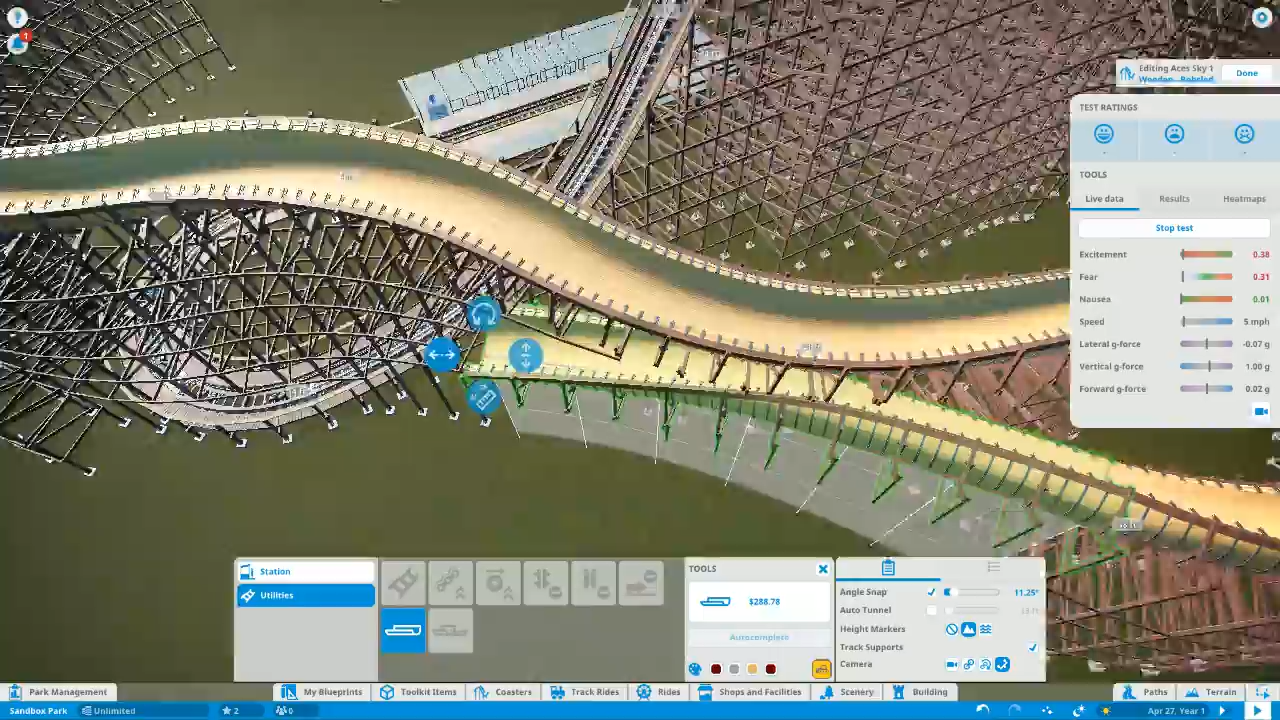 1
Editing Aces Sky 1
Wooden - Bobsled
Done
TEST RATINGS
TOOLS
Live data
Results
Heatmaps
Stop test
Excitement 0.38
Fear 0.31
Nausea 0.01
Speed 5 mph
Lateral g-force -0.07 g
Vertical g-force 1.00 g
Forward g-force 0.02 g
Station
Utilities
TOOLS
$288.78
Autocomplete
Angle Snap 11.25°
Auto Tunnel
Height Markers
Track Supports
Camera
Park Management
My Blueprints
Toolkit Items
Coasters
Track Rides
Rides
Shops and Facilities
Scenery
Building
Paths
Terrain
Sandbox Park
Unlimited
2
0
Apr 27, Year 1